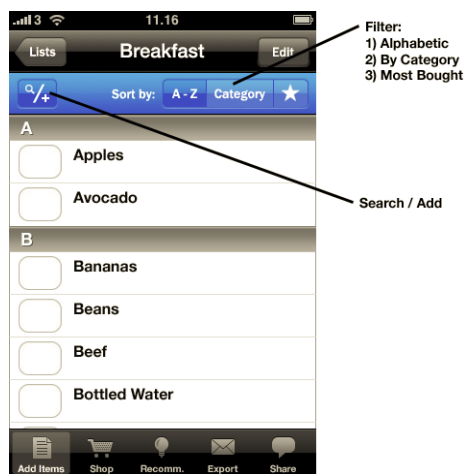 3
11.16
Lists
Breakfast
Edit
Sort by:
A - Z
Category
A
Apples
Avocado
B
Bananas
Beans
Beef
Bottled Water
Add Items
Shop
Recomm.
Export
Share
Filter:
1) Alphabetic
2) By Category
3) Most Bought
Search / Add